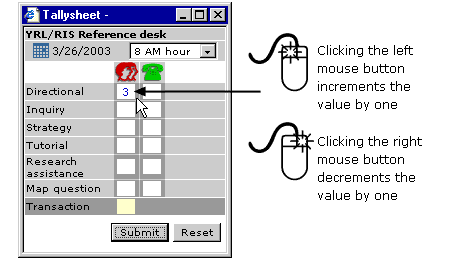 Tallysheet -
YRL/RIS Reference desk
3/26/2003 8 AM hour
Directional 3
Inquiry
Strategy
Tutorial
Research
assistance
Map question
Transaction
Submit Reset
Clicking the left
mouse button
increments the
value by one
Clicking the right
mouse button
decrements the
value by one